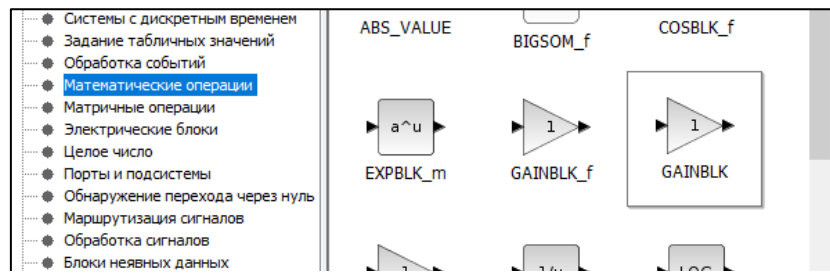 Системы с дискретным временем
Задание табличных значений
Обработка событий
Математические операции
Матричные операции
Электрические блоки
Целое число
Порты и подсистемы
Обнаружение перехода через нуль
Маршрутизация сигналов
Обработка сигналов
Блоки неявных данных
ABS_VALUE
BIGSOM_f
COSBLK_f
a^u
1
1
EXPBLK_m
GAINBLK_f
GAINBLK